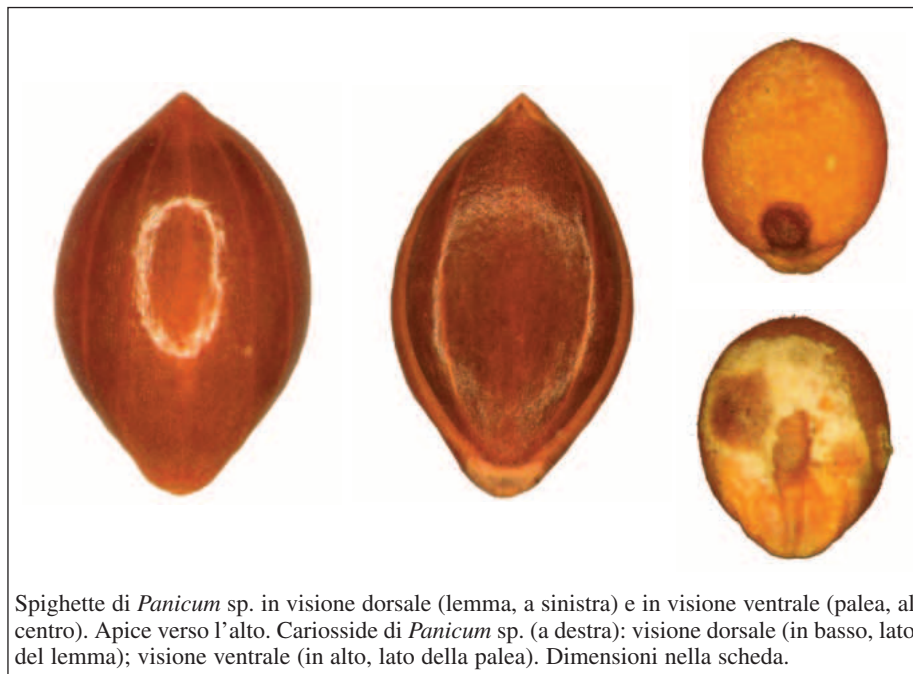 Spighette di Panicum sp. in visione dorsale (lemma, a sinistra) e in visione ventrale (palea, al
centro). Apice verso l'alto. Cariosside di Panicum sp. (a destra): visione dorsale (in basso, lato
del lemma); visione ventrale (in alto, lato della palea). Dimensioni nella scheda.